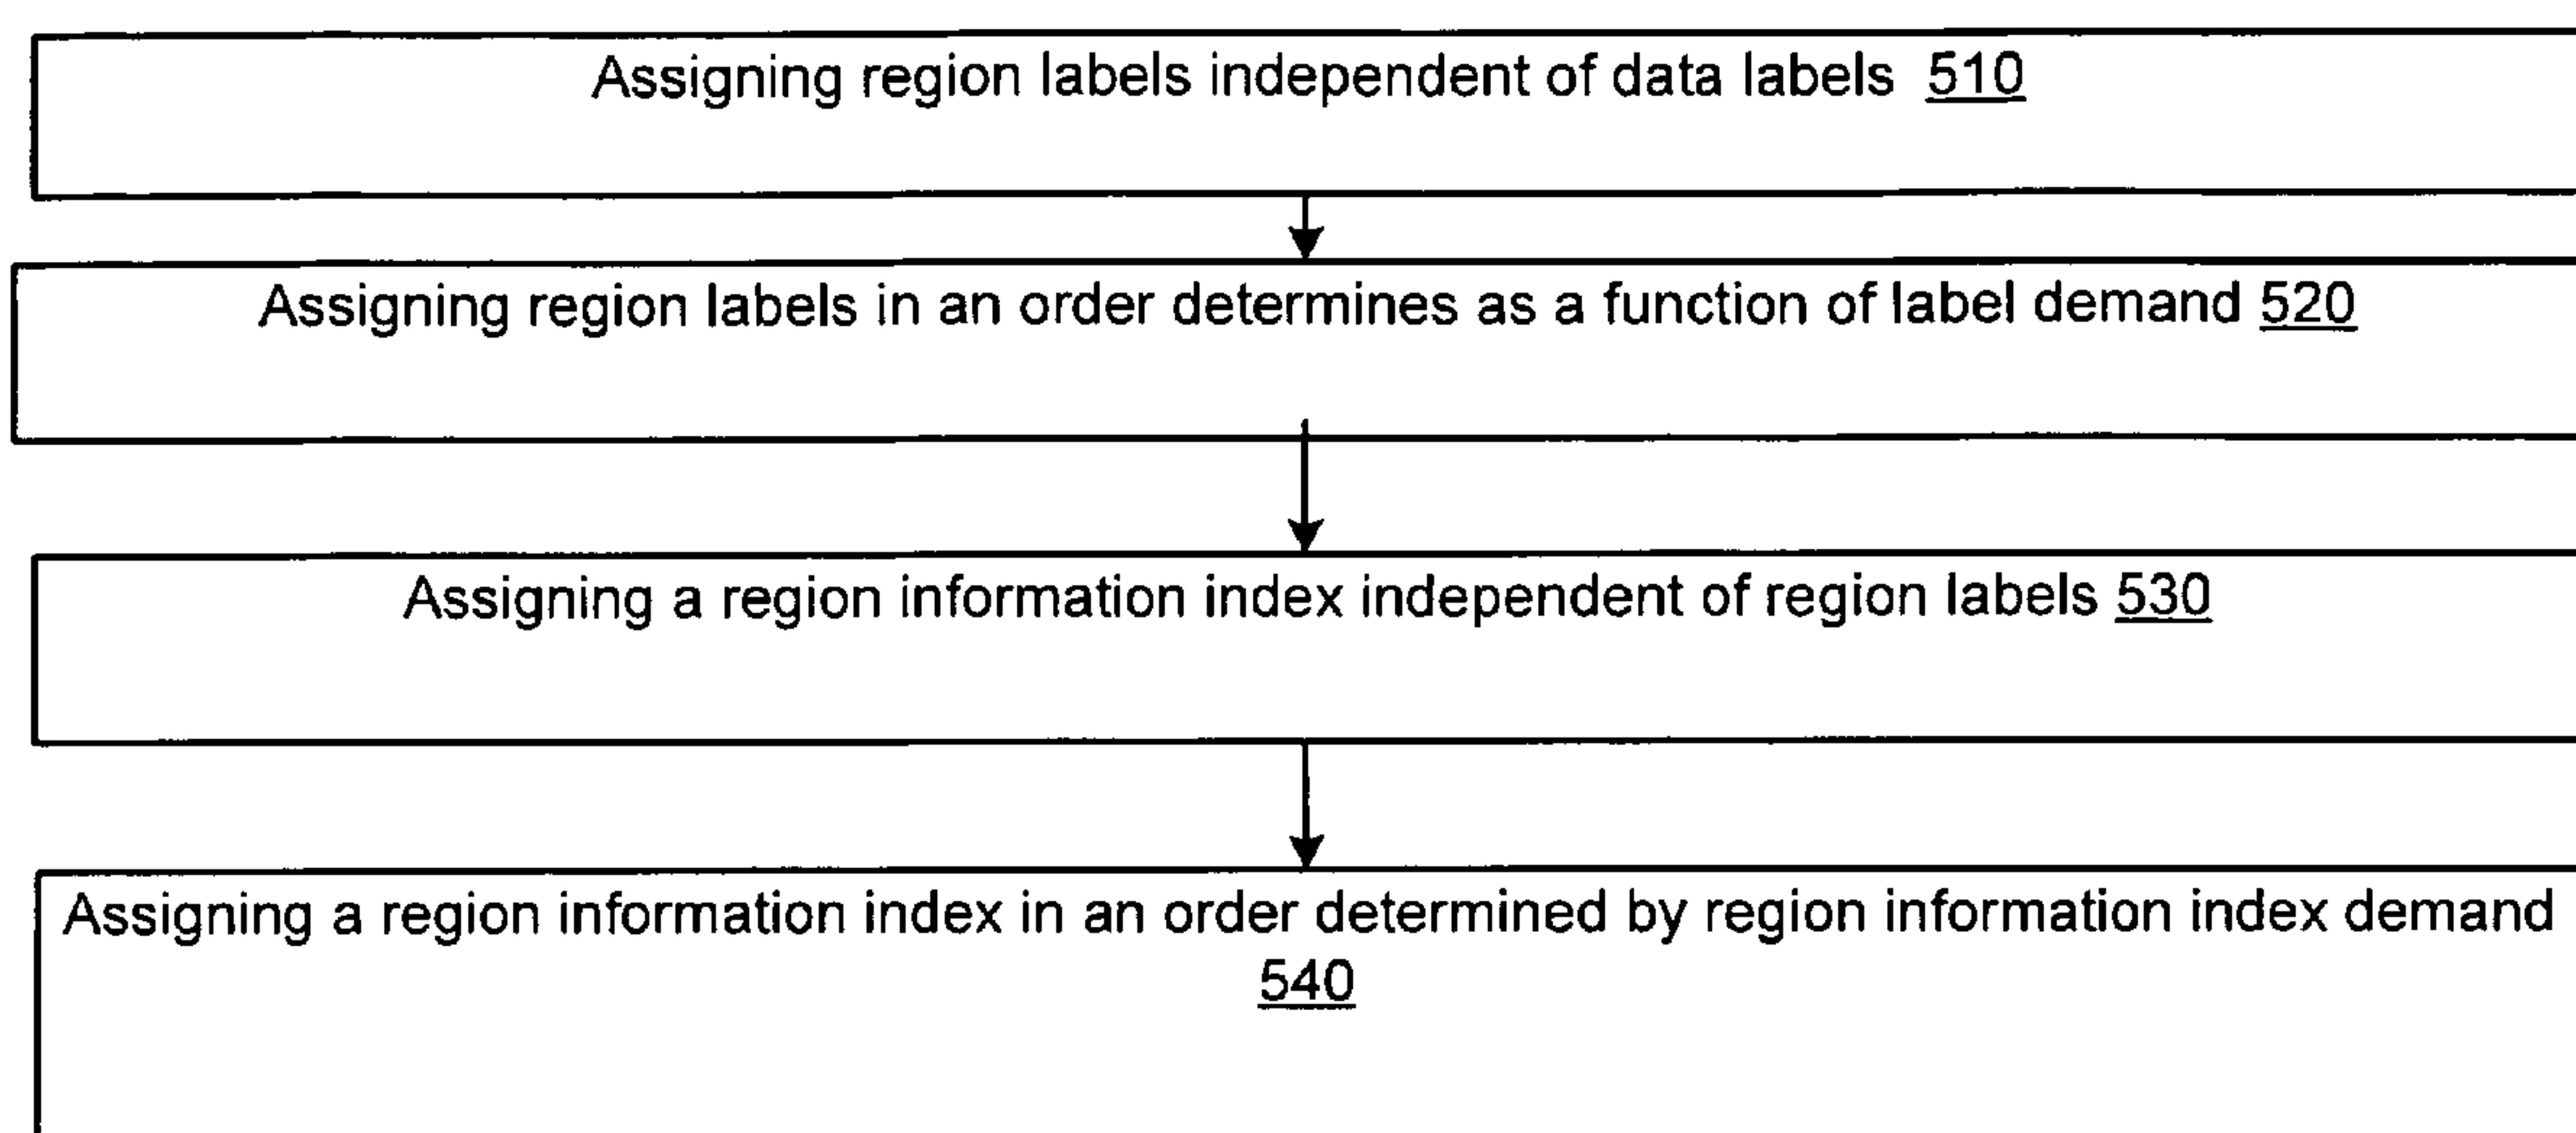 Assigning region labels independent of data labels 510
Assigning region labels in an order determines as a function of label demand 520
Assigning a region information index independent of region labels 530
Assigning a region information index in an order determined by region information index demand
540